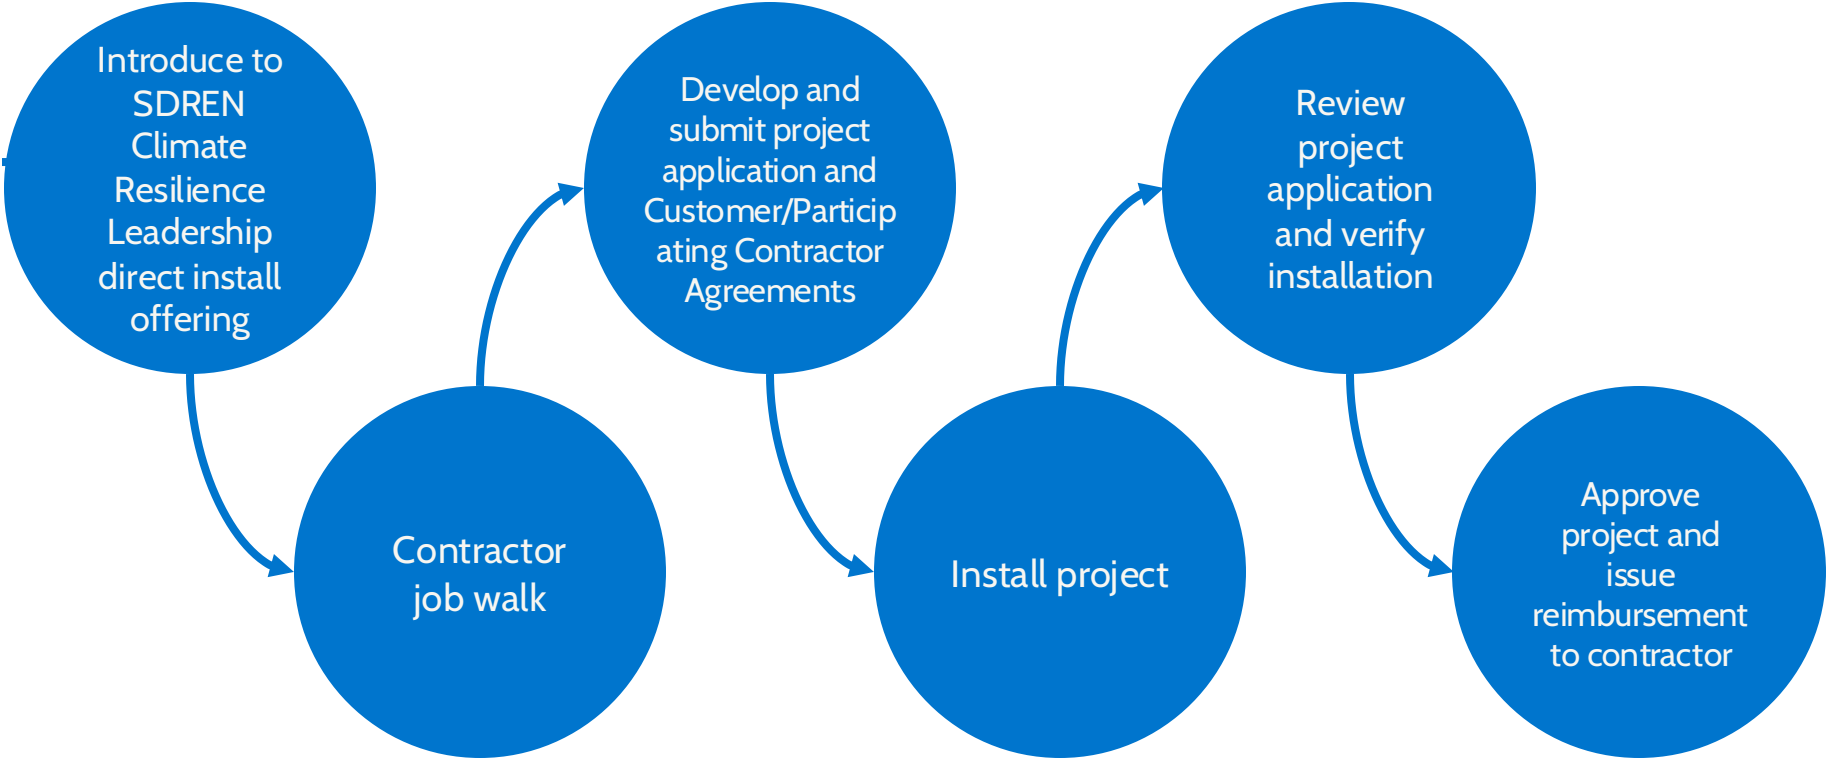 Introduce to
SDREN
Climate
Resilience
Leadership
direct install
offering
Contractor
job walk
Develop and
submit project
application and
Customer/Particip
ating Contractor
Agreements
Install project
Review
project
application
and verify
installation
Approve
project and
issue
reimbursement
to contractor